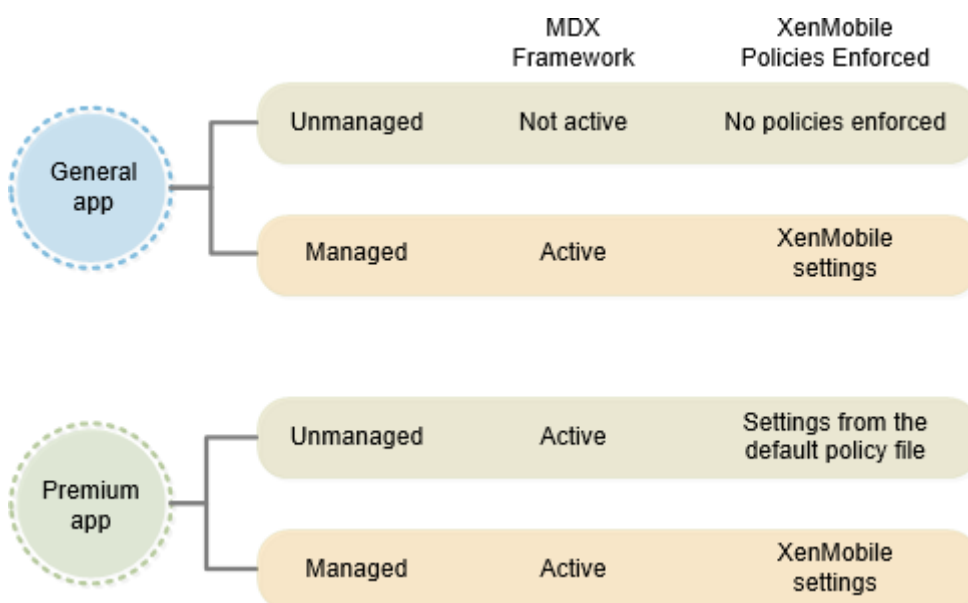 MDX
Framework
XenMobile
Policies Enforced
General
app
Unmanaged
Not active
No policies enforced
Managed
Active
XenMobile
settings
Premium
app
Unmanaged
Active
Settings from the
default policy file
Managed
Active
XenMobile
settings